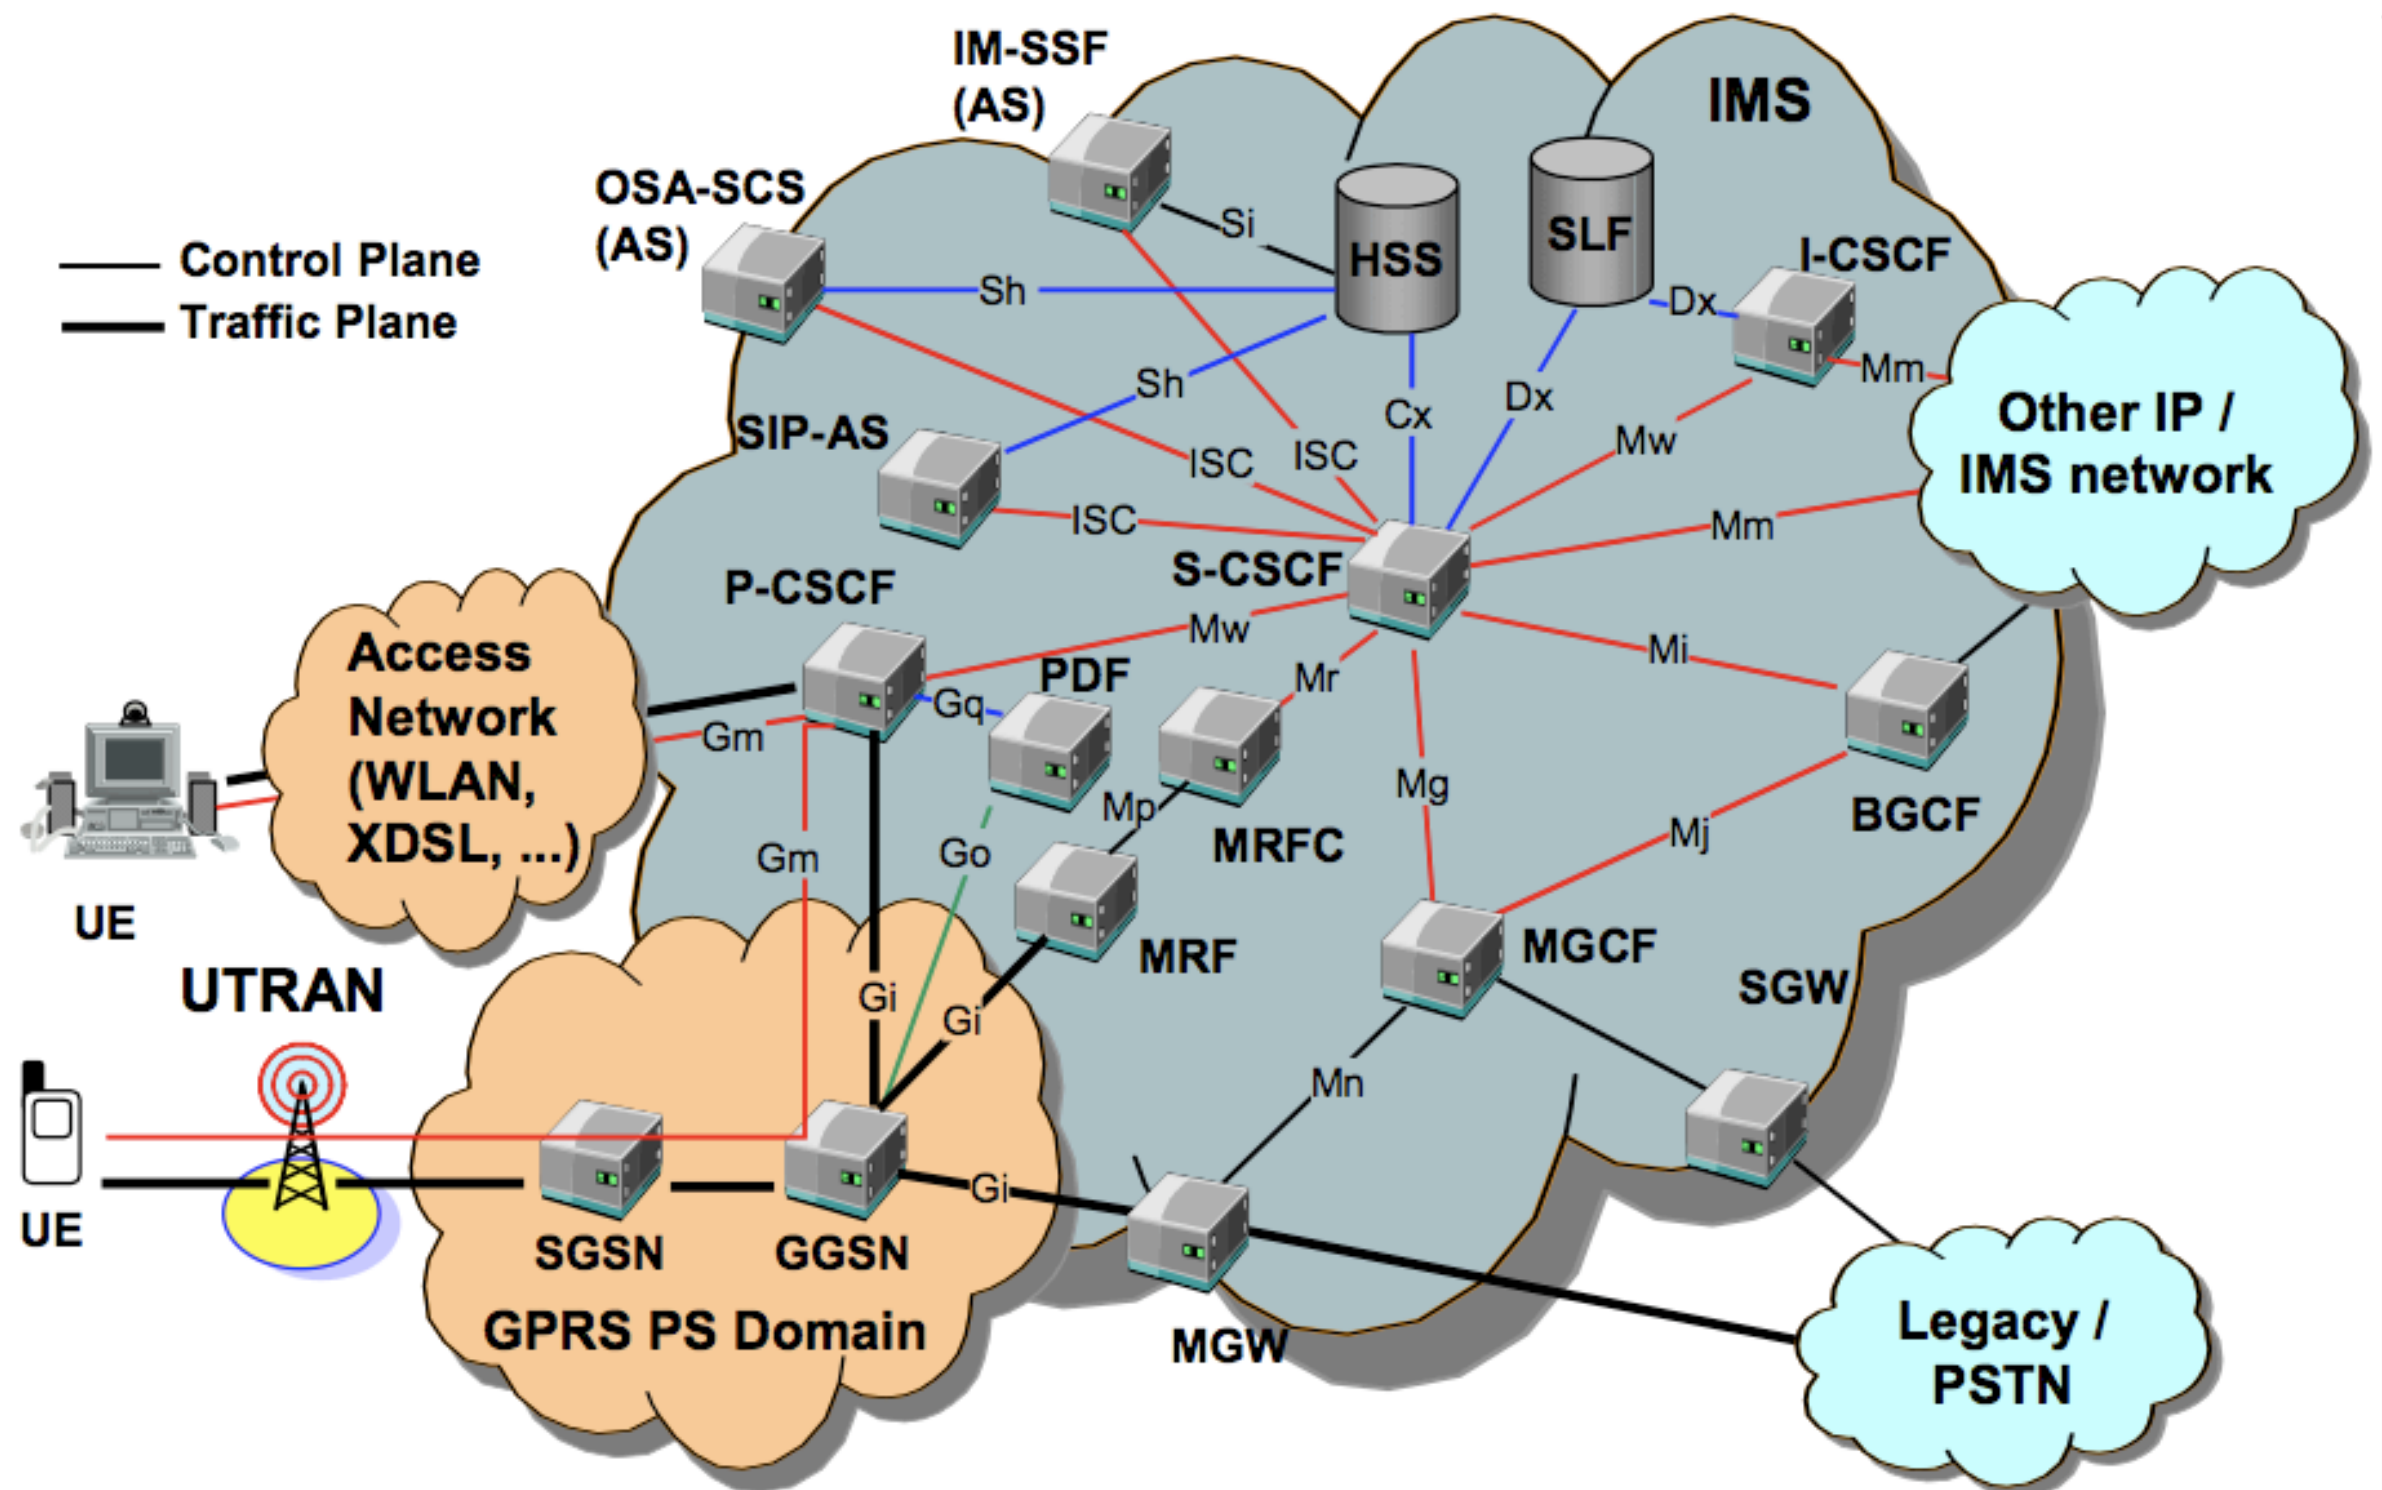 IM-SSF
(AS)
IMS
OSA-SCS
(AS)
Control Plane
Traffic Plane
Si
HSS
SLF
I-CSCF
Sh
Dx
Mm
Sh
Cx
Dx
Other IP /
IMS network
SIP-AS
ISC
ISC
Mw
ISC
Mm
S-CSCF
P-CSCF
Mw
Mi
Access
Network
(WLAN,
XDSL, ...)
PDF
Mr
Gq
Gm
Mg
Mp
MRFC
BGCF
Mj
Gm
Go
UE
MRF
MGCF
SGW
UTRAN
Gi
Gi
Mn
Gi
UE
SGSN
GGSN
GPRS PS Domain
MGW
Legacy /
PSTN